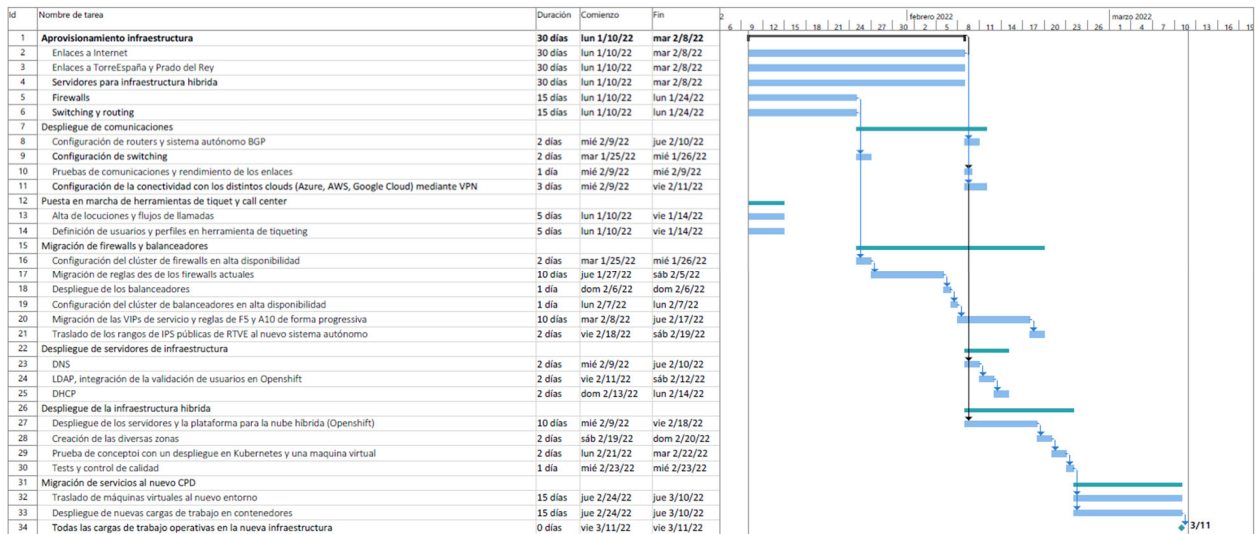 Id Nombre de tarea Duración Comienzo Fin
2 febrero 2022 marzo 2022
6 9 12 15 18 21 24 27 30 2 5 8 11 14 17 20 23 26 1 4 7 10 13 16 19
1 Aprovisionamiento infraestructura 30 días lun 1/10/22 mar 2/8/22
2 Enlaces a Internet 30 días lun 1/10/22 mar 2/8/22
3 Enlaces a TorreEspaña y Prado del Rey 30 días lun 1/10/22 mar 2/8/22
4 Servidores para infraestructura hibrida 30 días lun 1/10/22 mar 2/8/22
5 Firewalls 15 días lun 1/10/22 lun 1/24/22
6 Switching y routing 15 días lun 1/10/22 lun 1/24/22
7 Despliegue de comunicaciones
8 Configuración de routers y sistema autónomo BGP 2 días mié 2/9/22 jue 2/10/22
9 Configuración de switching 2 días mar 1/25/22 mié 1/26/22
10 Pruebas de comunicaciones y rendimiento de los enlaces 1 día mié 2/9/22 mié 2/9/22
11 Configuración de la conectividad con los distintos clouds (Azure, AWS, Google Cloud) mediante VPN 3 días mié 2/9/22 vie 2/11/22
12 Puesta en marcha de herramientas de tiquet y call center
13 Alta de locuciones y flujos de llamadas 5 días lun 1/10/22 vie 1/14/22
14 Definición de usuarios y perfiles en herramienta de tiqueting 5 días lun 1/10/22 vie 1/14/22
15 Migración de firewalls y balanceadores
16 Configuración del clúster de firewalls en alta disponibilidad 2 días mar 1/25/22 mié 1/26/22
17 Migración de reglas des de los firewalls actuales 10 días jue 1/27/22 sáb 2/5/22
18 Despliegue de los balanceadores 1 día dom 2/6/22 dom 2/6/22
19 Configuración del clúster de balanceadores en alta disponibilidad 1 día lun 2/7/22 lun 2/7/22
20 Migración de las VIPs de servicio y reglas de F5 y A10 de forma progresiva 10 días mar 2/8/22 jue 2/17/22
21 Traslado de los rangos de IPS públicas de RTVE al nuevo sistema autónomo 2 días vie 2/18/22 sáb 2/19/22
22 Despliegue de servidores de infraestructura
23 DNS 2 días mié 2/9/22 jue 2/10/22
24 LDAP, integración de la validación de usuarios en Openshift 2 días vie 2/11/22 sáb 2/12/22
25 DHCP 2 días dom 2/13/22 lun 2/14/22
26 Despliegue de la infraestructura hibrida
27 Despliegue de los servidores y la plataforma para la nube híbrida (Openshift) 10 días mié 2/9/22 vie 2/18/22
28 Creación de las diversas zonas 2 días sáb 2/19/22 dom 2/20/22
29 Prueba de conceptoi con un despliegue en Kubernetes y una maquina virtual 2 días lun 2/21/22 mar 2/22/22
30 Tests y control de calidad 1 día mié 2/23/22 mié 2/23/22
31 Migración de servicios al nuevo CPD
32 Traslado de máquinas virtuales al nuevo entorno 15 días jue 2/24/22 jue 3/10/22
33 Despliegue de nuevas cargas de trabajo en contenedores 15 días jue 2/24/22 jue 3/10/22
34 Todas las cargas de trabajo operativas en la nueva infraestructura 0 días vie 3/11/22 vie 3/11/22 3/11